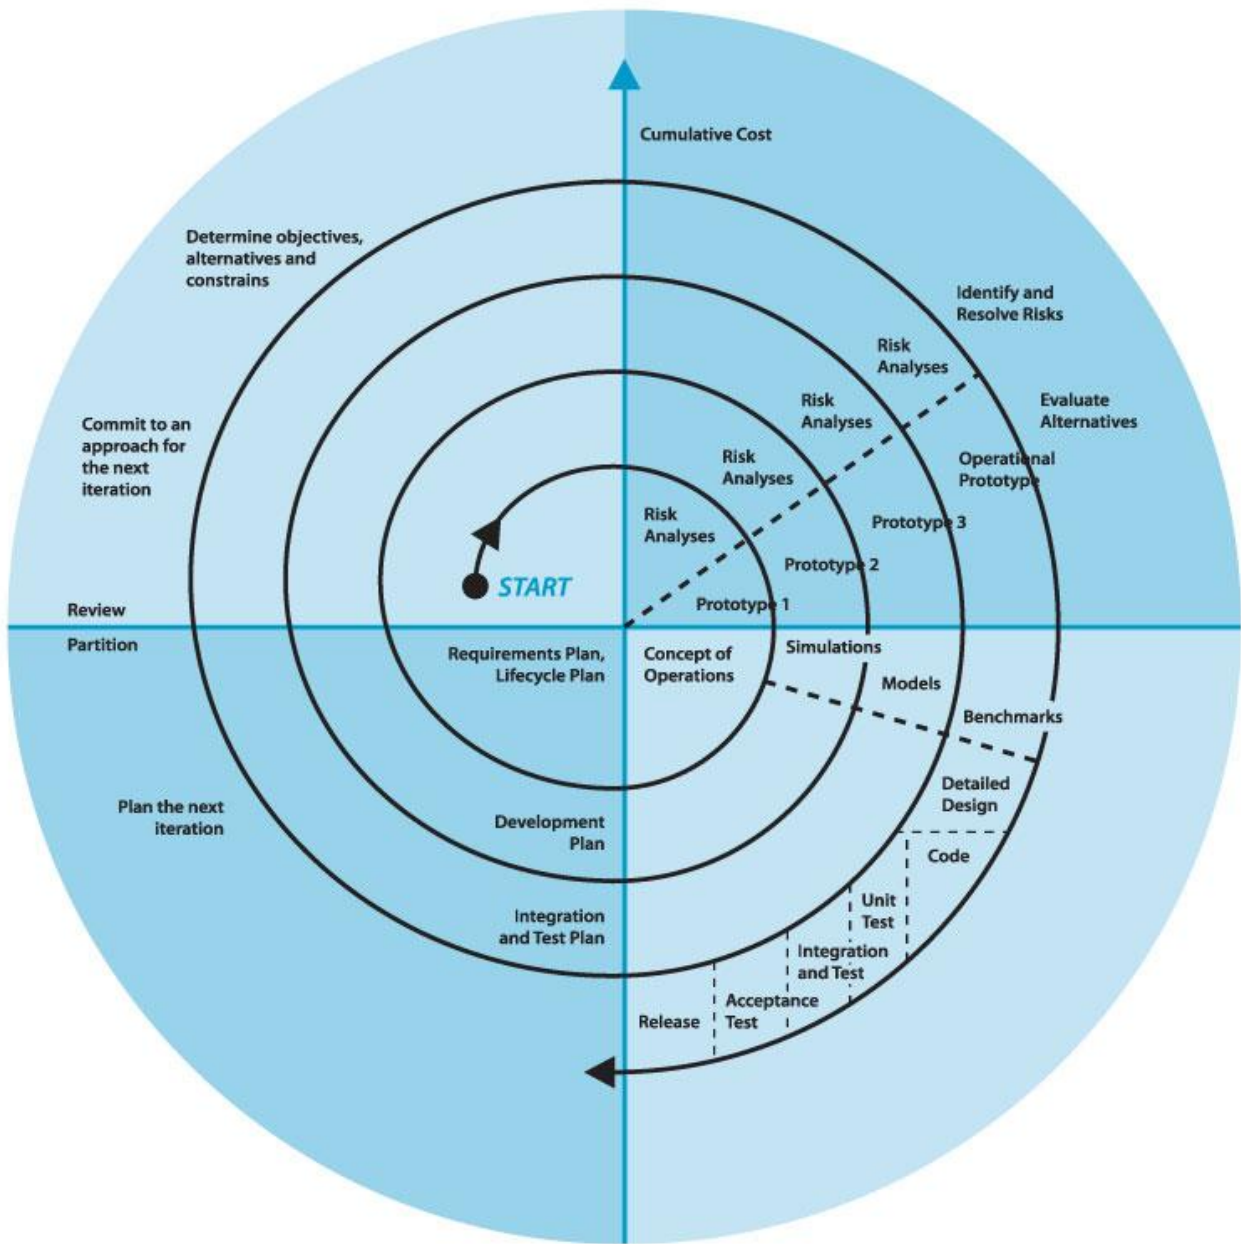 Cumulative Cost
Determine objectives,
alternatives and
constrains
Identify and
Resolve Risks
Risk
Analyses
Evaluate
Alternatives
Risk
Analyses
Commit to an
approach for
the next
iteration
Operational
Prototype
Risk
Analyses
Prototype 3
Risk
Analyses
Prototype 2
START
Prototype 1
Review
Partition
Requirements Plan,
Lifecycle Plan
Concept of
Operations
Simulations
Models
Benchmarks
Detailed
Design
Plan the next
iteration
Development
Plan
Code
Unit
Test
Integration
and Test Plan
Integration
and Test
Acceptance
Test
Release